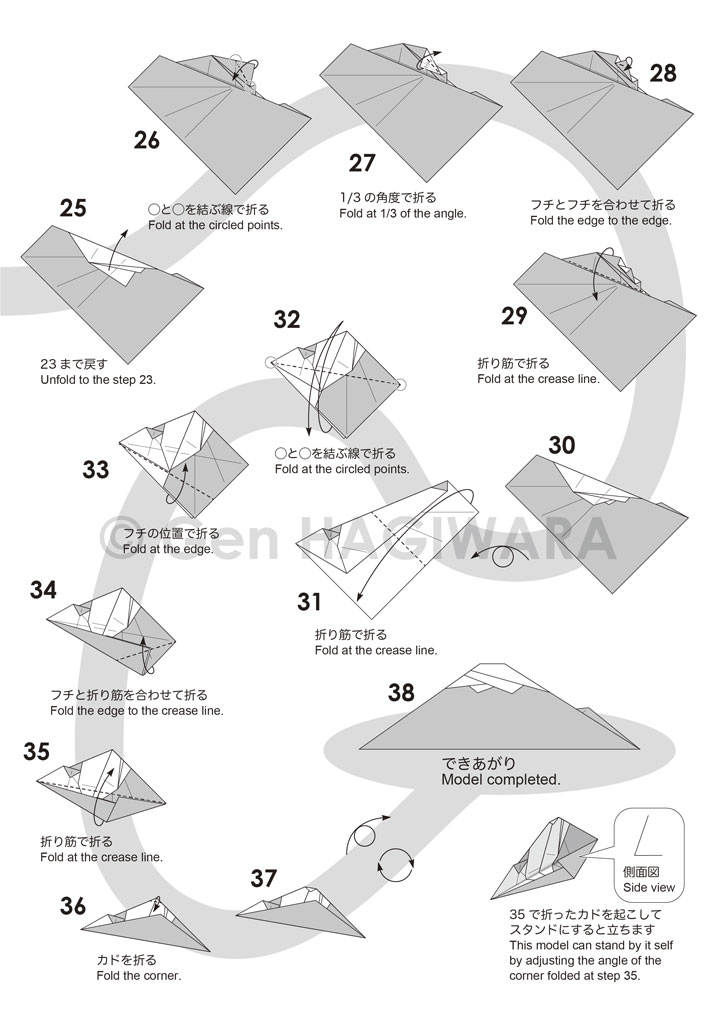 25
23 まで戻す
Unfold to the step 23.
26
○と○を結ぶ線で折る
Fold at the circled points.
27
1/3 の角度で折る
Fold at 1/3 of the angle.
28
フチとフチを合わせて折る
Fold the edge to the edge.
29
折り筋で折る
Fold at the crease line.
30
31
折り筋で折る
Fold at the crease line.
32
○と○を結ぶ線で折る
Fold at the circled points.
33
フチの位置で折る
Fold at the edge.
© Gen HAGIWARA
34
フチと折り筋を合わせて折る
Fold the edge to the crease line.
35
折り筋で折る
Fold at the crease line.
36
カドを折る
Fold the corner.
37
38
できあがり
Model completed.
側面図
Side view
35 で折ったカドを起こして
スタンドにすると立ちます
This model can stand by it self
by adjusting the angle of the
corner folded at step 35.